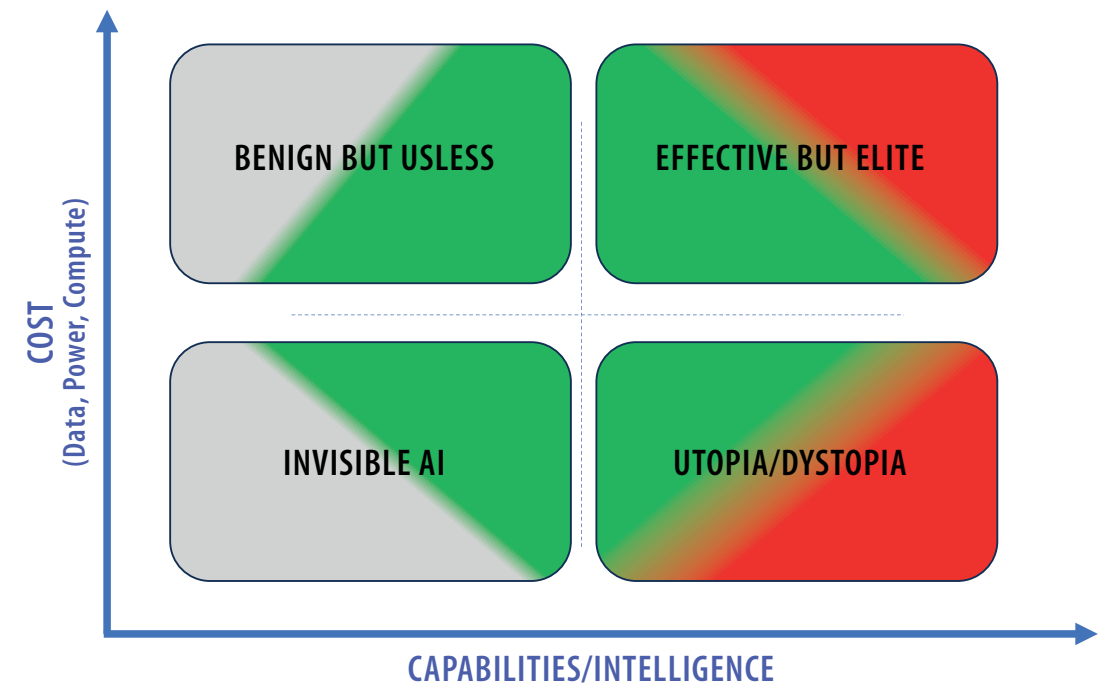 BENIGN BUT USLESS
EFFECTIVE BUT ELITE
COST
(Data, Power, Compute)
INVISIBLE AI
UTOPIA/DYSTOPIA
CAPABILITIES/INTELLIGENCE